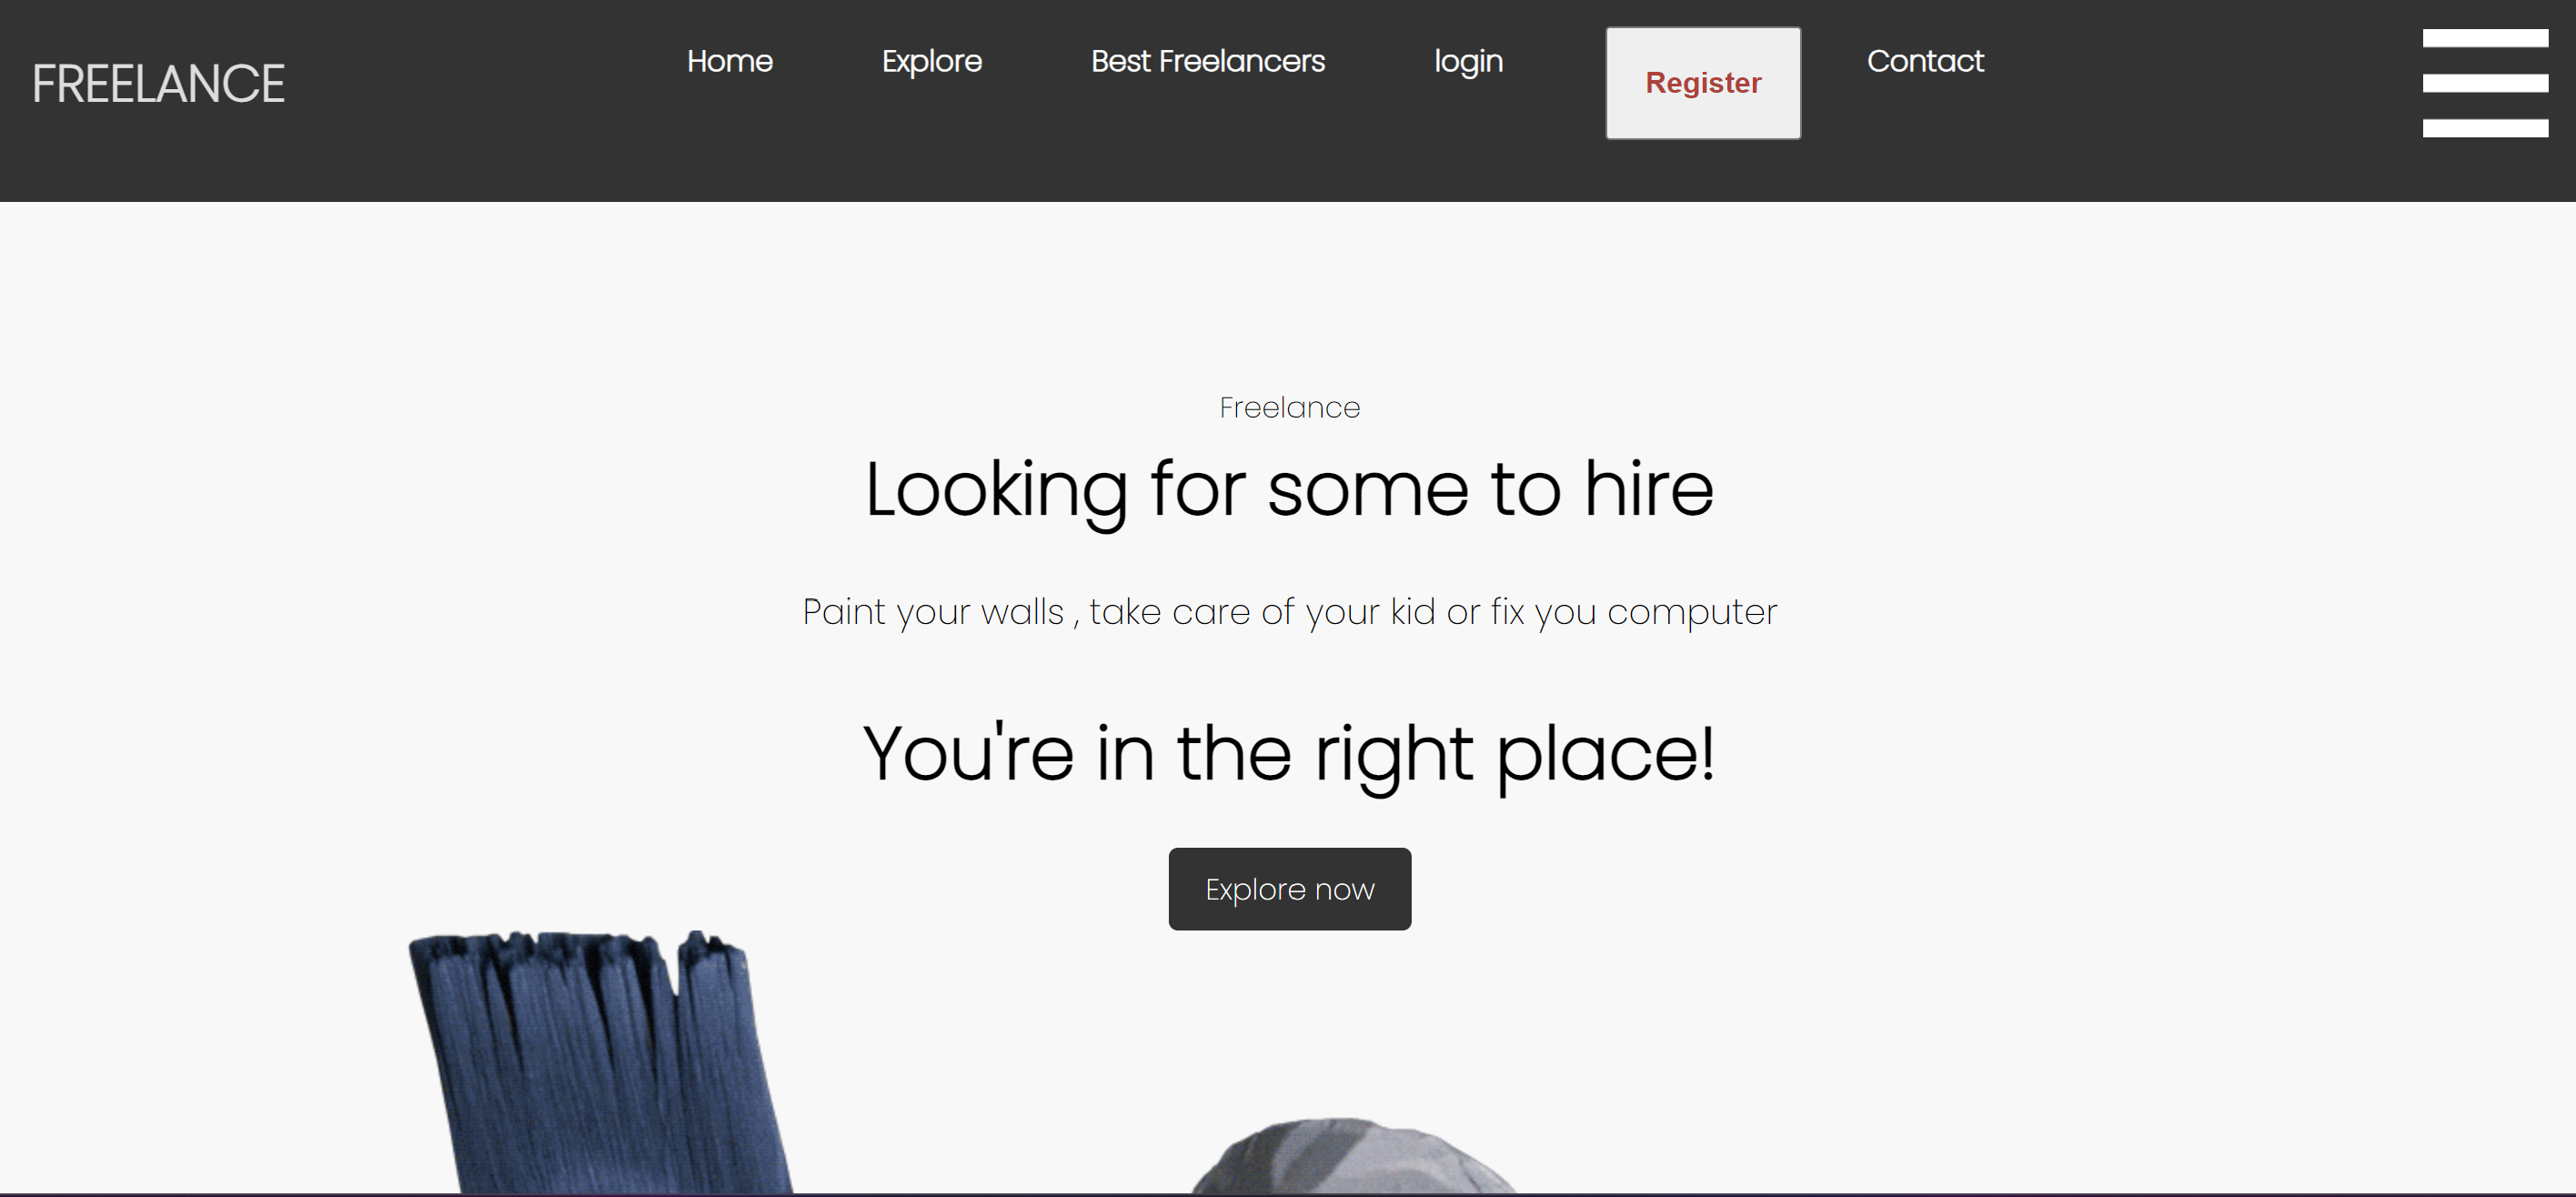 FREELANCE
Home Explore Best Freelancers login Register Contact
Freelance
Looking for some to hire
Paint your walls , take care of your kid or fix you computer
You're in the right place!
Explore now